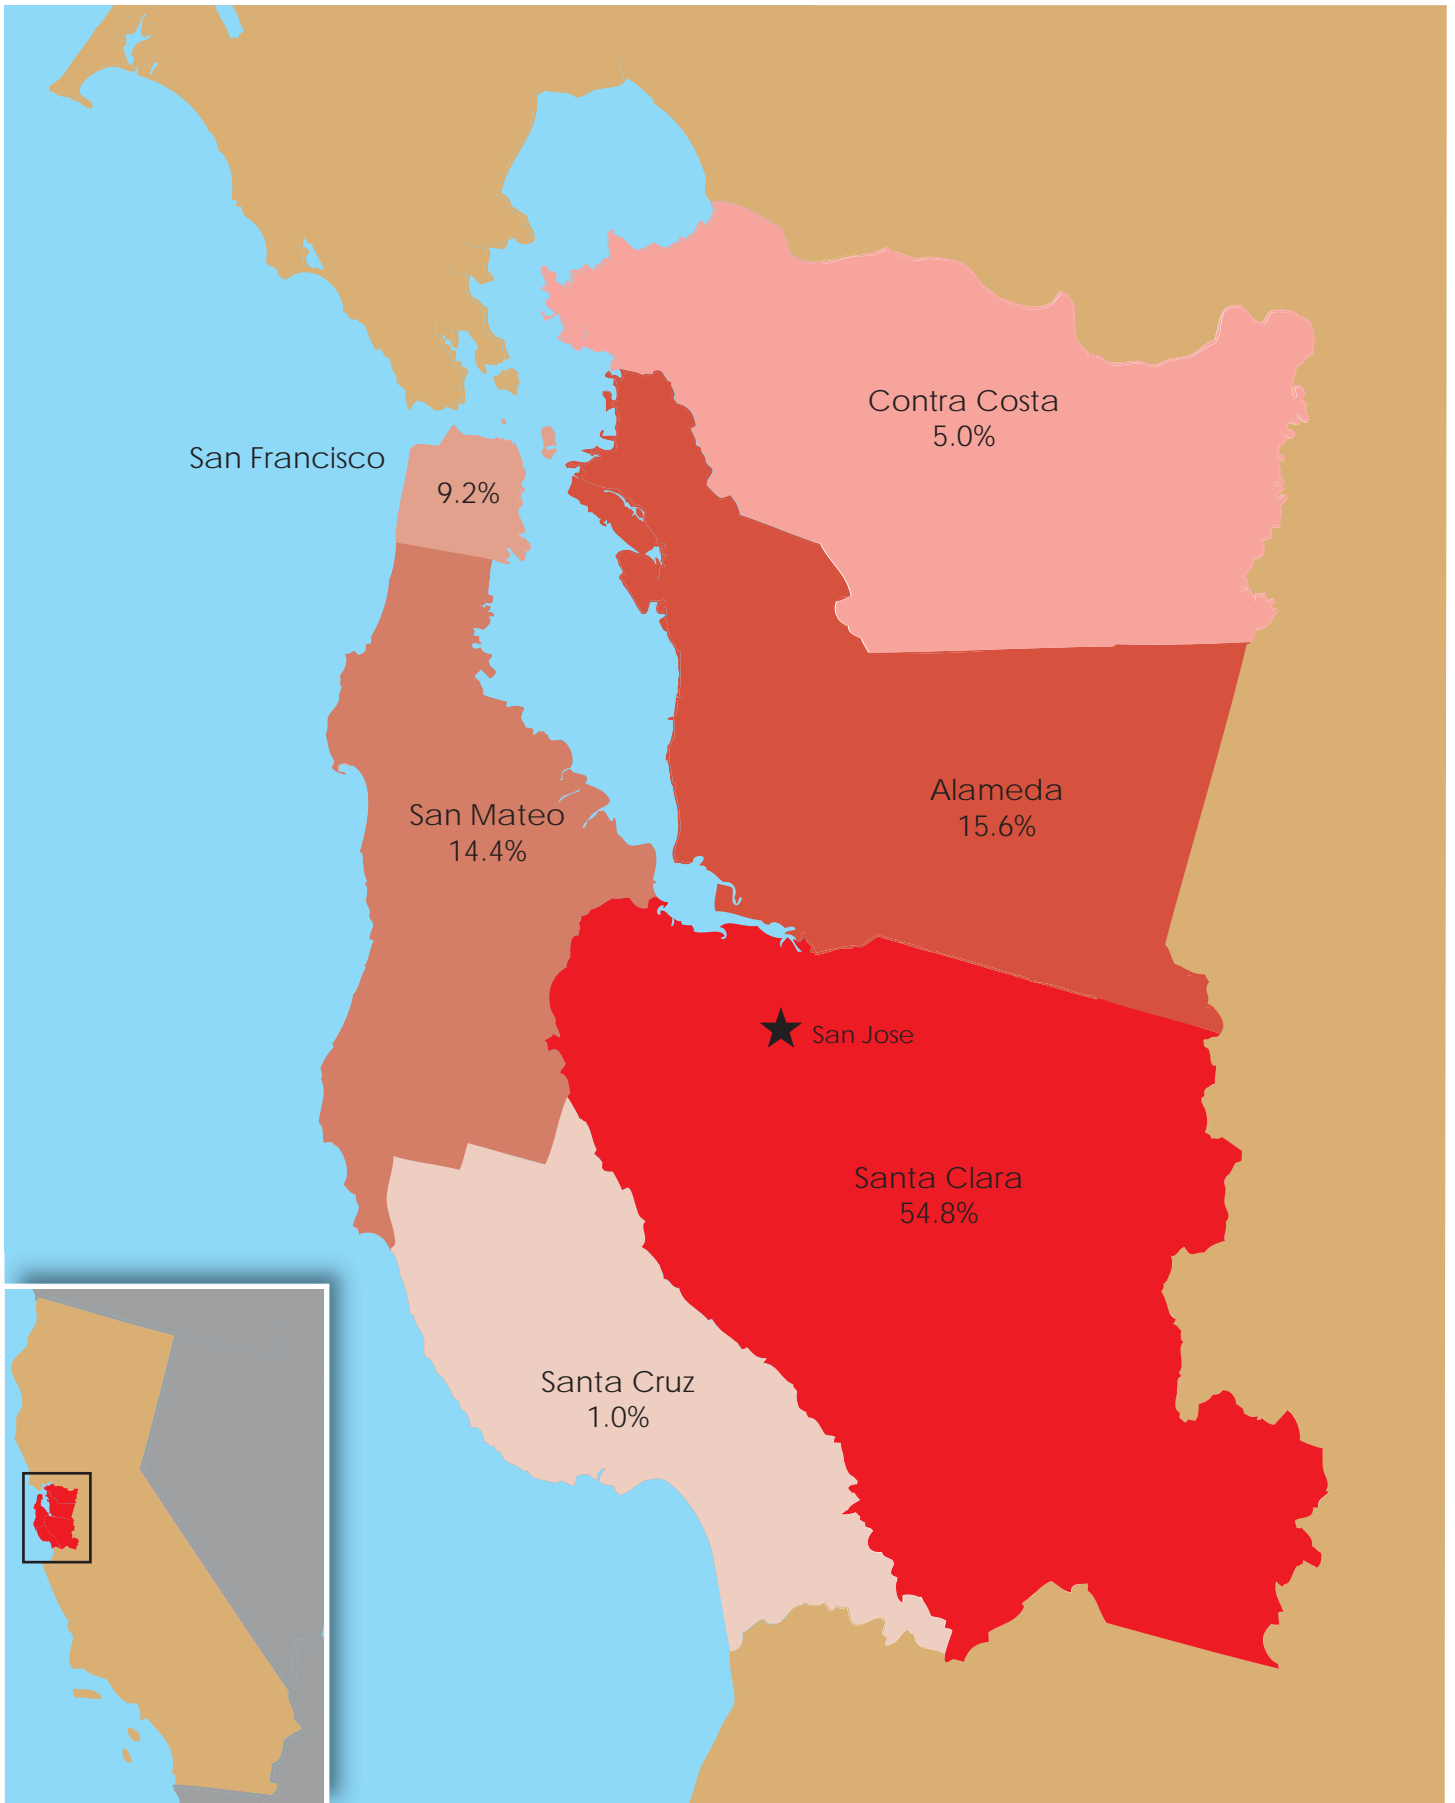 Contra Costa
5.0%
San Francisco
9.2%
Alameda
15.6%
San Mateo
14.4%
San Jose
Santa Clara
54.8%
Santa Cruz
1.0%